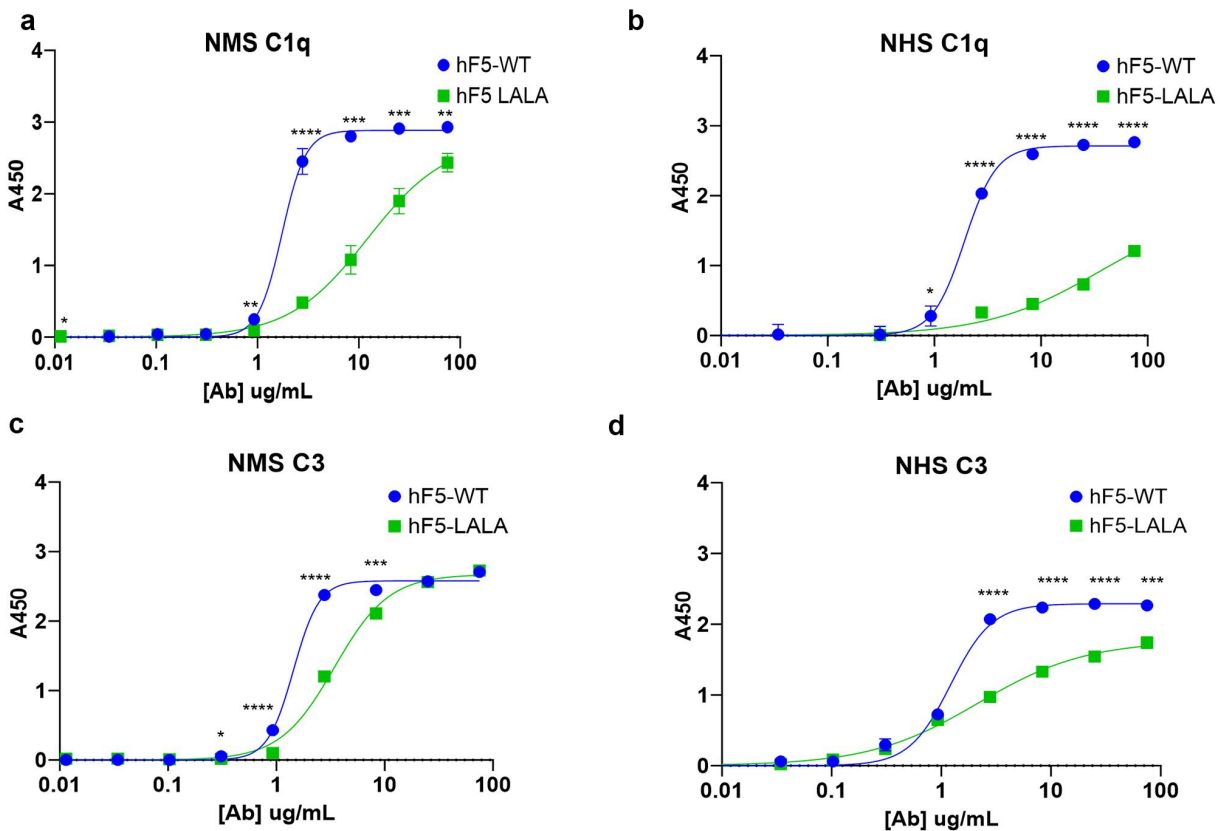 a
NMS C1q
hF5-WT
hF5 LALA
4
3
2
1
0
A450
*
**
****
***
***
**
0.01 0.1 1 10 100
[Ab] ug/mL
b
NHS C1q
hF5-WT
hF5-LALA
4
3
2
1
0
A450
*
****
****
****
****
0.01 0.1 1 10 100
[Ab] ug/mL
c
NMS C3
hF5-WT
hF5-LALA
4
3
2
1
0
A450
*
****
****
***
0.01 0.1 1 10 100
[Ab] ug/mL
d
NHS C3
hF5-WT
hF5-LALA
4
3
2
1
0
A450
****
****
****
***
0.01 0.1 1 10 100
[Ab] ug/mL